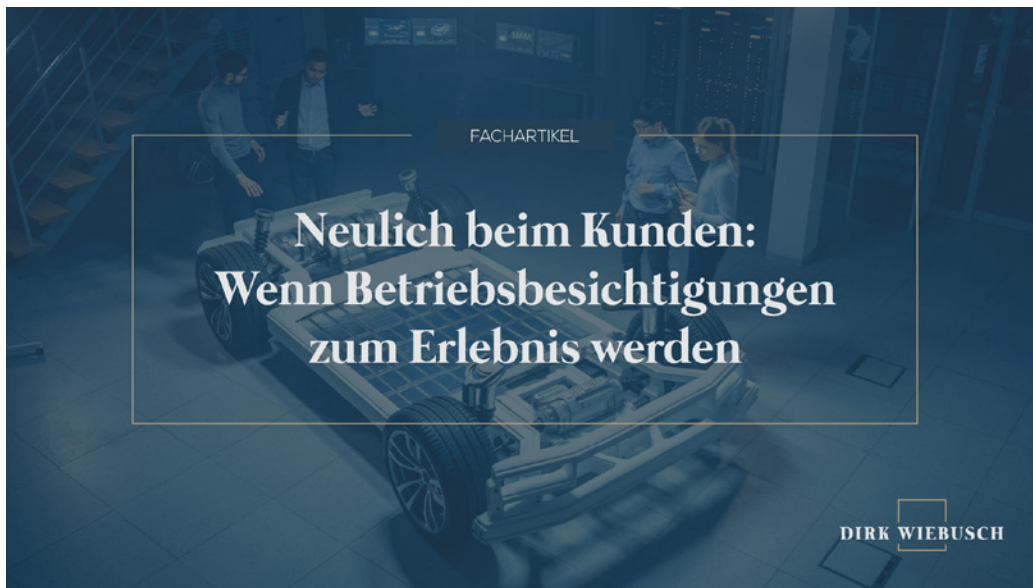 FACHARTIKEL
Neulich beim Kunden:
Wenn Betriebsbesichtigungen
zum Erlebnis werden
DIRK WIEBUSCH